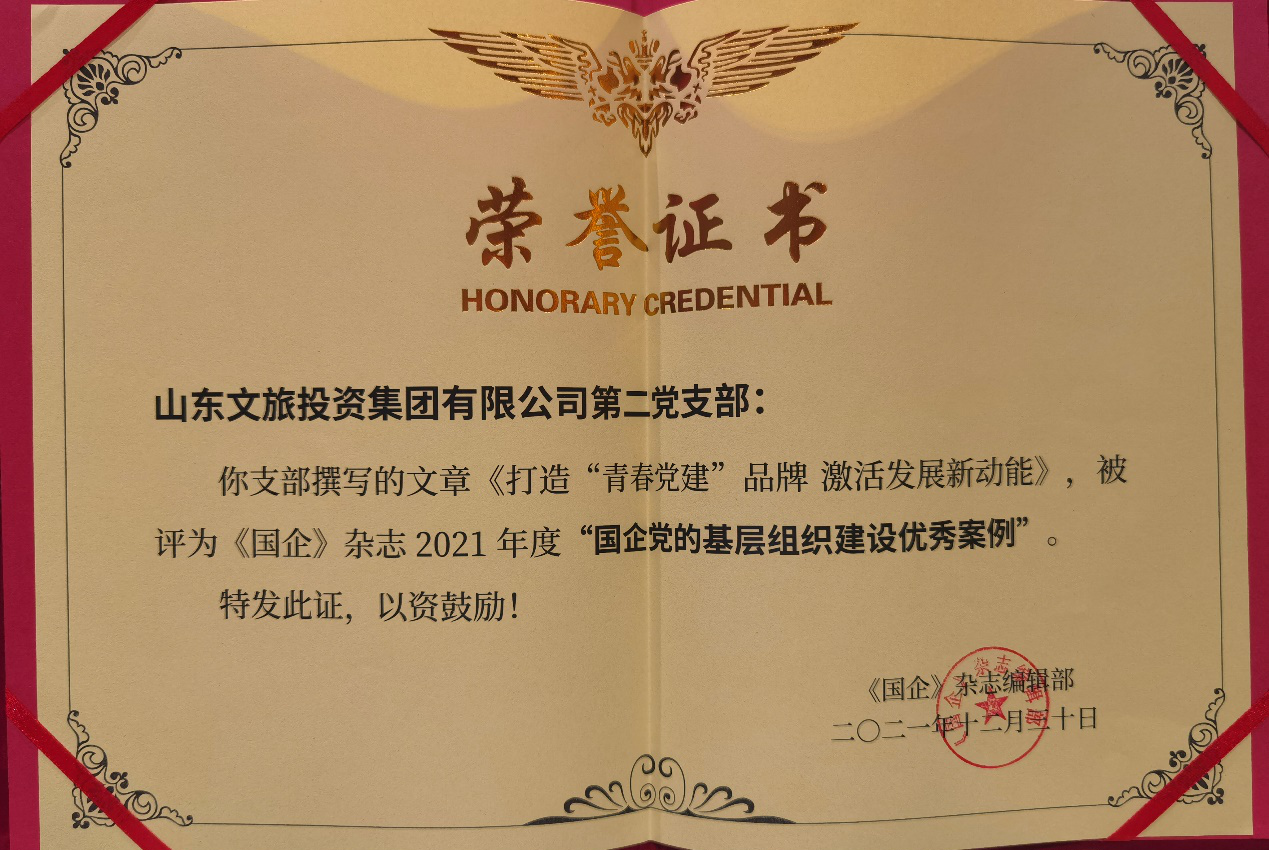 荣誉证书
HONORARY CREDENTIAL
山东文旅投资集团有限公司第二党支部：
你支部撰写的文章《打造“青春党建”品牌 激活发展新动能》，被
评为《国企》杂志 2021 年度“国企党的基层组织建设优秀案例”。
特发此证，以资鼓励！
《国企》杂志编辑部
二〇二一年十二月三十日